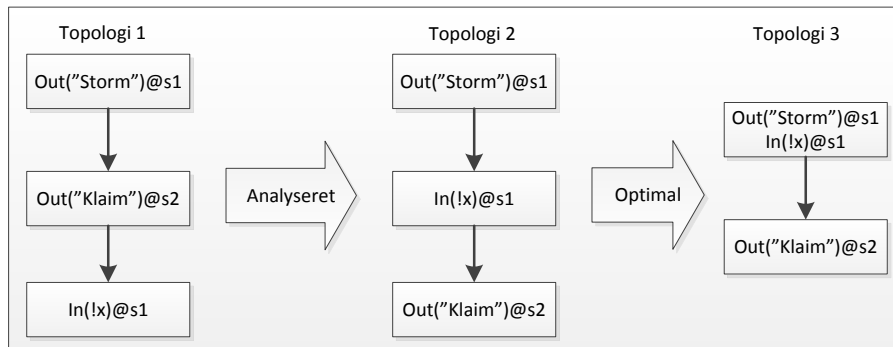 Topologi 1
Out(”Storm”)@s1
Out(”Klaim”)@s2
In(!x)@s1
Analyseret
Topologi 2
Out(”Storm”)@s1
In(!x)@s1
Out(”Klaim”)@s2
Optimal
Topologi 3
Out(”Storm”)@s1
In(!x)@s1
Out(”Klaim”)@s2